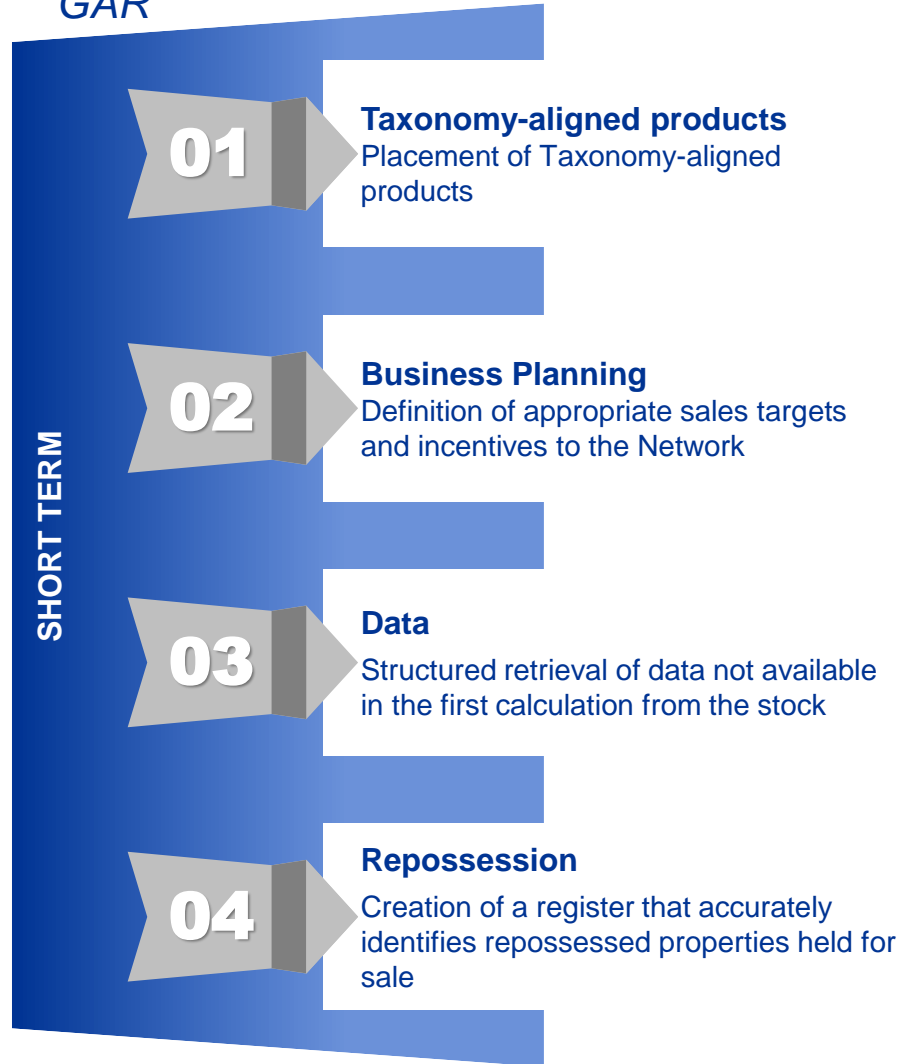 GAR
01
Taxonomy-aligned products
Placement of Taxonomy-aligned
products
02
Business Planning
Definition of appropriate sales targets
and incentives to the Network
SHORT TERM
03
Data
Structured retrieval of data not available
in the first calculation from the stock
04
Repossession
Creation of a register that accurately
identifies repossessed properties held for
sale